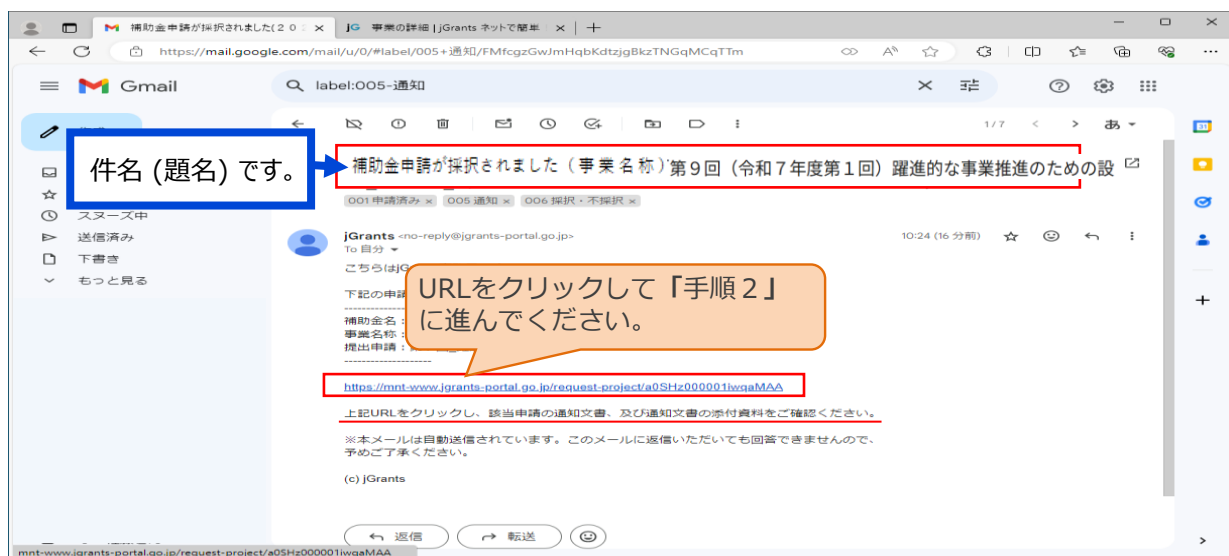 補助金申請が採択されました(２０
jG 事業の詳細 | jGrants ネットで簡単
https://mail.google.com/mail/u/0/#label/005+通知/FMfcgzGwJmHqbKdtzjgBkzTNGqMCqTTm
Gmail
label:005-通知
1 / 7
あ
件名 (題名) です。
補助金申請が採択されました（事業名称）第９回（令和７年度第１回）躍進的な事業推進のための設
001 申請済み × 005 通知 × 006 採択・不採択 ×
スヌーズ中
送信済み
下書き
もっと見る
jGrants <no-reply@jgrants-portal.go.jp>
10:24 (16 分前)
To 自分
こちらはjG
下記の申請
URLをクリックして「手順２」
に進んでください。
--------------------
補助金名：
事業名称：
提出申請：
--------------------
https://mnt-www.jgrants-portal.go.jp/request-project/a0SHz000001iwqaMAA
上記URLをクリックし、該当申請の通知文書、及び通知文書の添付資料をご確認ください。
※本メールは自動送信されています。このメールに返信いただいても回答できませんので、
予めご了承ください。
(c) jGrants
返信
転送
mnt-www.jgrants-portal.go.jp/request-project/a0SHz000001iwqaMAA